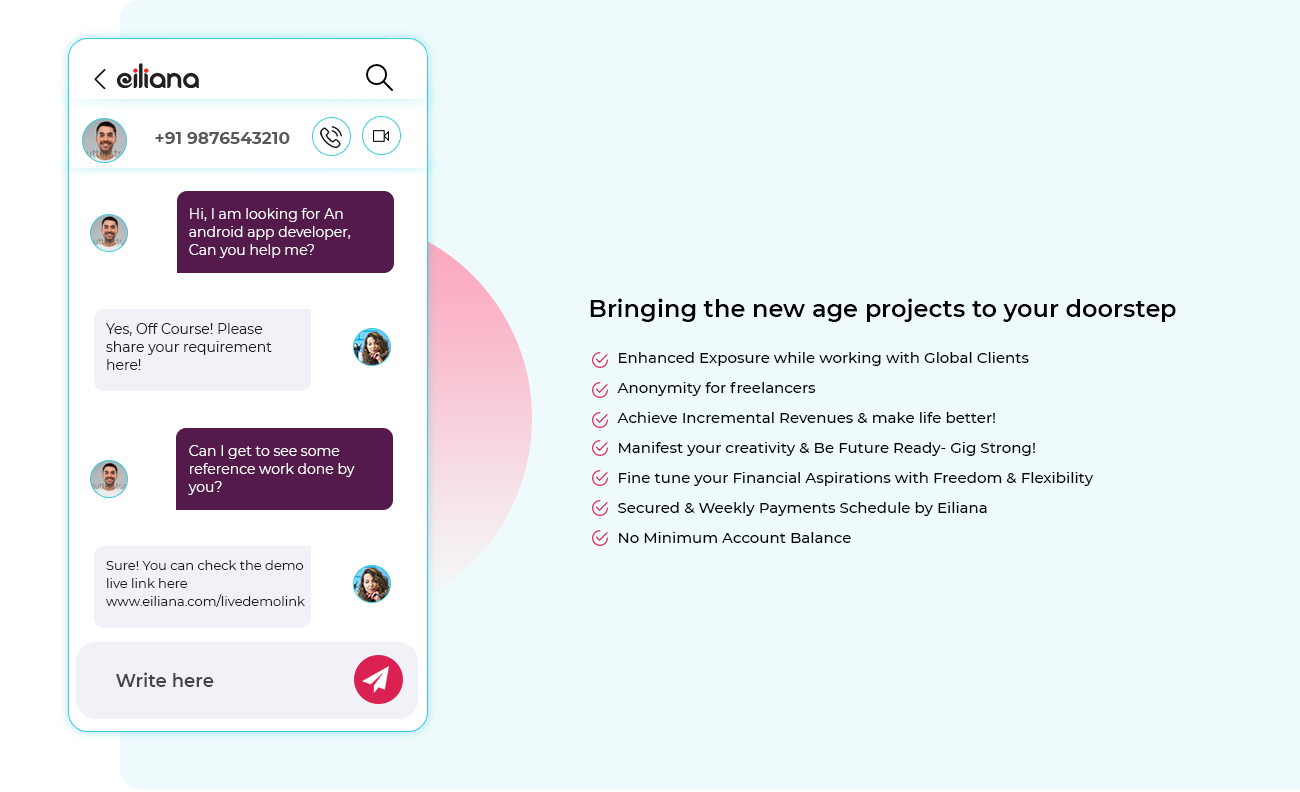 eiliana
+91 9876543210
Hi, I am looking for An
android app developer,
Can you help me?
Yes, Off Course! Please
share your requirement
here!
Can I get to see some
reference work done by
you?
Sure! You can check the demo
live link here
www.eiliana.com/livedemolink
Write here
Bringing the new age projects to your doorstep
Enhanced Exposure while working with Global Clients
Anonymity for freelancers
Achieve Incremental Revenues & make life better!
Manifest your creativity & Be Future Ready- Gig Strong!
Fine tune your Financial Aspirations with Freedom & Flexibility
Secured & Weekly Payments Schedule by Eiliana
No Minimum Account Balance